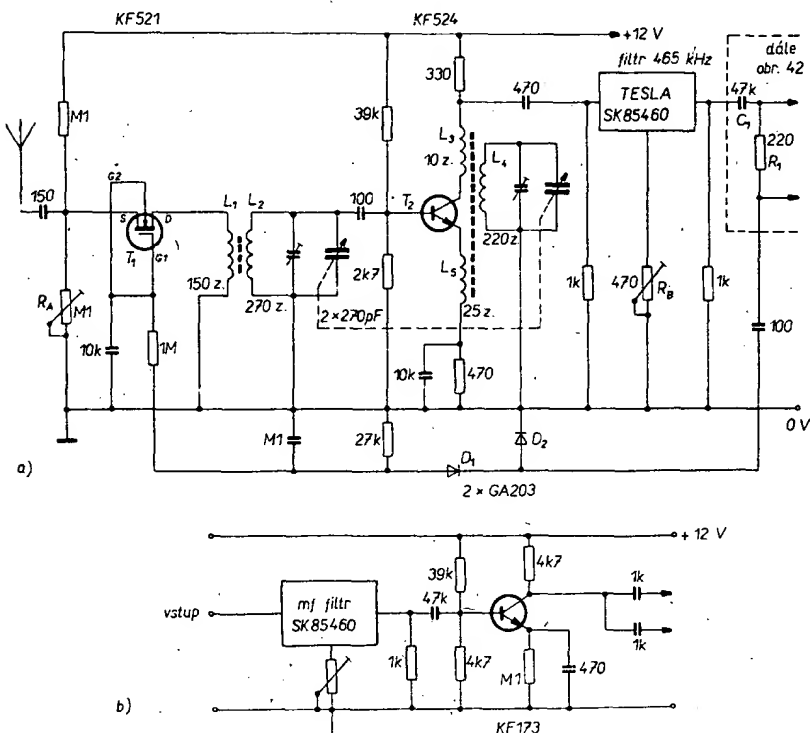 KF521
KF524
+12 V
dále
obr. 42
filtr 465 kHz
330
470
TESLA
SK85460
47k
C1
M1
39k
L3
10 z.
L4
220
R1
G2
150
S
D
T1
G1
L1
L2
100
T2
220 z.
2k7
L5
25 z.
150 z.
270 z.
2×270pF
1k
470
RB
1k
RA
M1
10k
1M
10k
470
100
0 V
M1
27k
D1
D2
a)
2 × GA203
+ 12 V
39k
4k7
vstup
mf filtr
SK85460
47k
1k
1k
1k
4k7
M1
470
b)
KF173